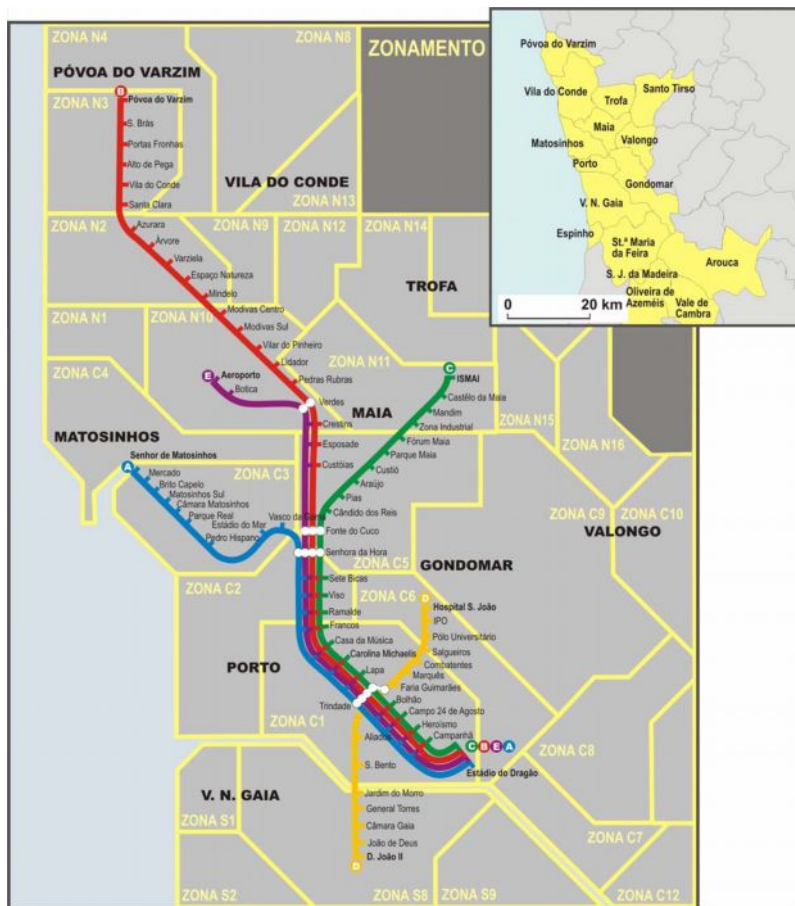 ZONA N4
ZONA N8
ZONAMENTO
PÓVOA DO VARZIM
ZONA N3
B
Póvoa do Varzim
S. Brás
Portas Fronhas
Alto de Pega
Vila do Conde
Santa Clara
VILA DO CONDE
ZONA N13
ZONA N2
ZONA N9
ZONA N12
ZONA N14
Azurara
Árvore
Varziela
Espaço Natureza
Mindelo
Modivas Centro
Modivas Sul
Vilar do Pinheiro
Lidador
Pedras Rubras
Verdes
Crestins
Esposade
Custóias
TROFA
ZONA N1
ZONA N10
ZONA N11
ZONA C4
E
Aeroporto
Botica
C
ISMAI
Castêlo da Maia
Mandim
Zona Industrial
Fórum Maia
Parque Maia
Custió
Araújo
Pias
Cândido dos Reis
MAIA
ZONA N15
ZONA N16
MATOSINHOS
A
Senhor de Matosinhos
Mercado
Brito Capelo
Matosinhos Sul
Câmara Matosinhos
Parque Real
Pedro Hispano
Estádio do Mar
Vasco da Gama
ZONA C3
Fonte do Cuco
Senhora da Hora
Sete Bicas
Viso
Ramalde
Francos
Casa da Música
Carolina Michaelis
Lapa
Trindade
Bolhão
Campo 24 de Agosto
Heroísmo
Campanhã
C B E A
Estádio do Dragão
ZONA C5
GONDOMAR
ZONA C9
ZONA C10
VALONGO
ZONA C2
ZONA C6
D
Hospital S. João
IPO
Pólo Universitário
Salgueiros
Combatentes
Marquês
Faria Guimarães
Aliados
S. Bento
Jardim do Morro
General Torres
Câmara Gaia
João de Deus
D. João II
D
PORTO
ZONA C1
ZONA C8
V. N. GAIA
ZONA S1
ZONA C7
ZONA S2
ZONA S8
ZONA S9
ZONA C12
Póvoa do Varzim
Vila do Conde
Trofa
Santo Tirso
Maia
Matosinhos
Valongo
Porto
Gondomar
V. N. Gaia
Espinho
St.ª Maria
da Feira
Arouca
S. J. da Madeira
Oliveira de
Azeméis
Vale de
Cambra
0
20 km